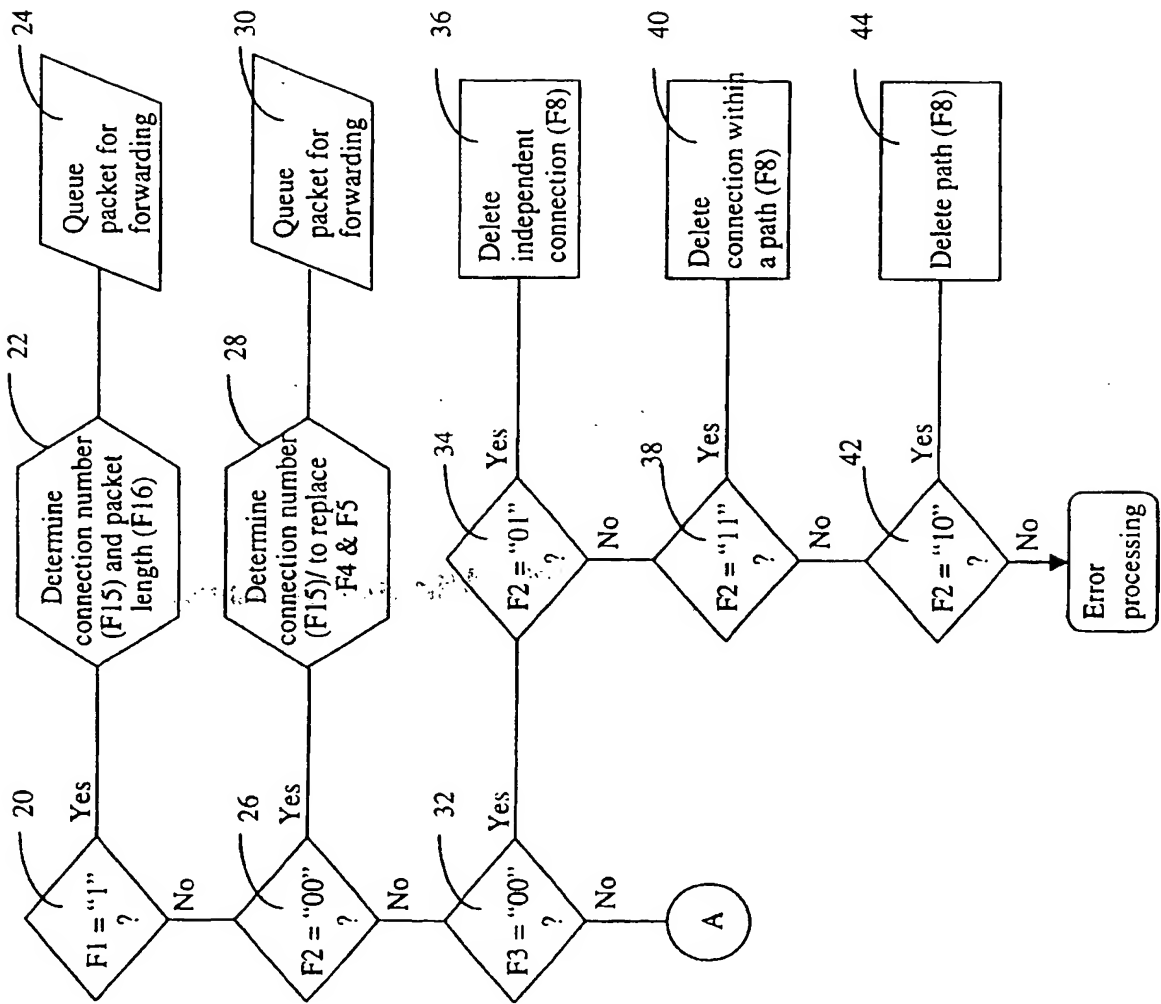 20
F1 = "1"
?
Yes
No
22
Determine
connection number
(F15) and packet
length (F16)
24
Queue
packet for
forwarding
26
F2 = "00"
?
Yes
No
28
Determine
connection number
(F15)/ to replace
F4 & F5
30
Queue
packet for
forwarding
32
F3 = "00"
?
Yes
No
A
34
F2 = "01"
?
Yes
No
36
Delete
independent
connection (F8)
38
F2 = "11"
?
Yes
No
40
Delete
connection within
a path (F8)
42
F2 = "10"
?
Yes
No
44
Delete path (F8)
Error
processing